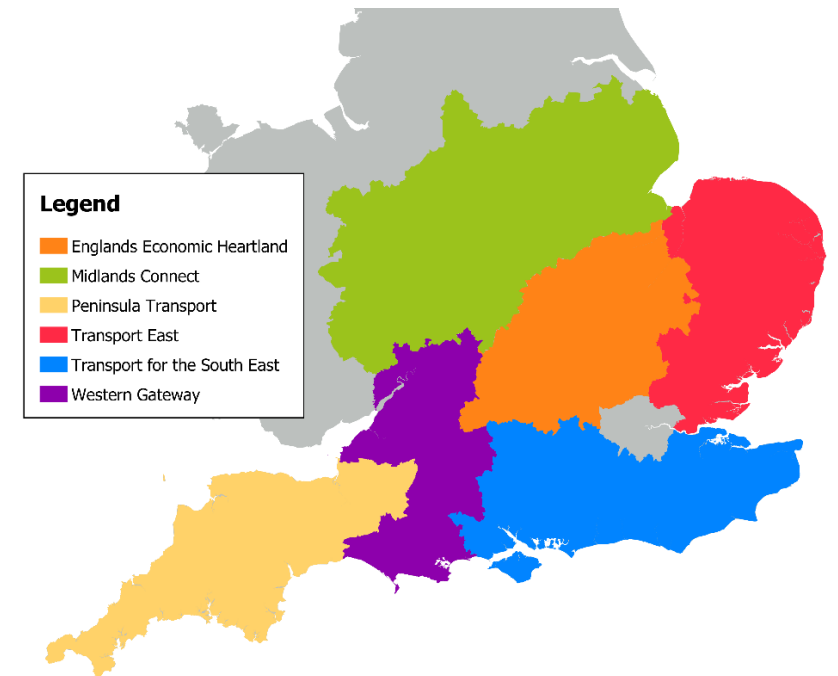 Legend
Englands Economic Heartland
Midlands Connect
Peninsula Transport
Transport East
Transport for the South East
Western Gateway